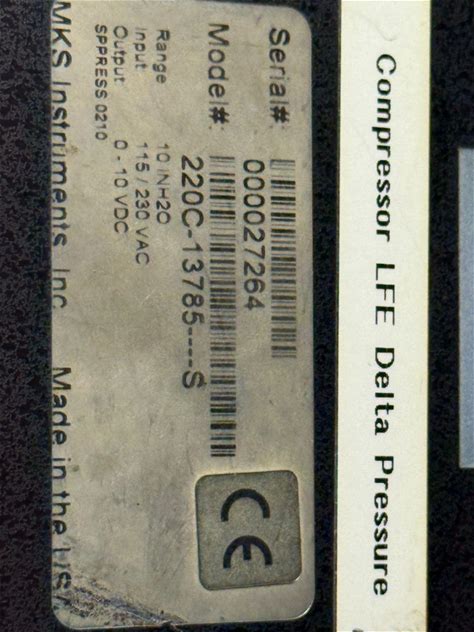 Compressor LFE Delta Pressure
Serial#:
000027264
Model#:
220C-13785----S
Range 10 INH2O
Input 115 / 230 VAC
Output 0 - 10 VDC
SPPRESS 0210
CE
MKS Instruments, Inc. Made in the USA